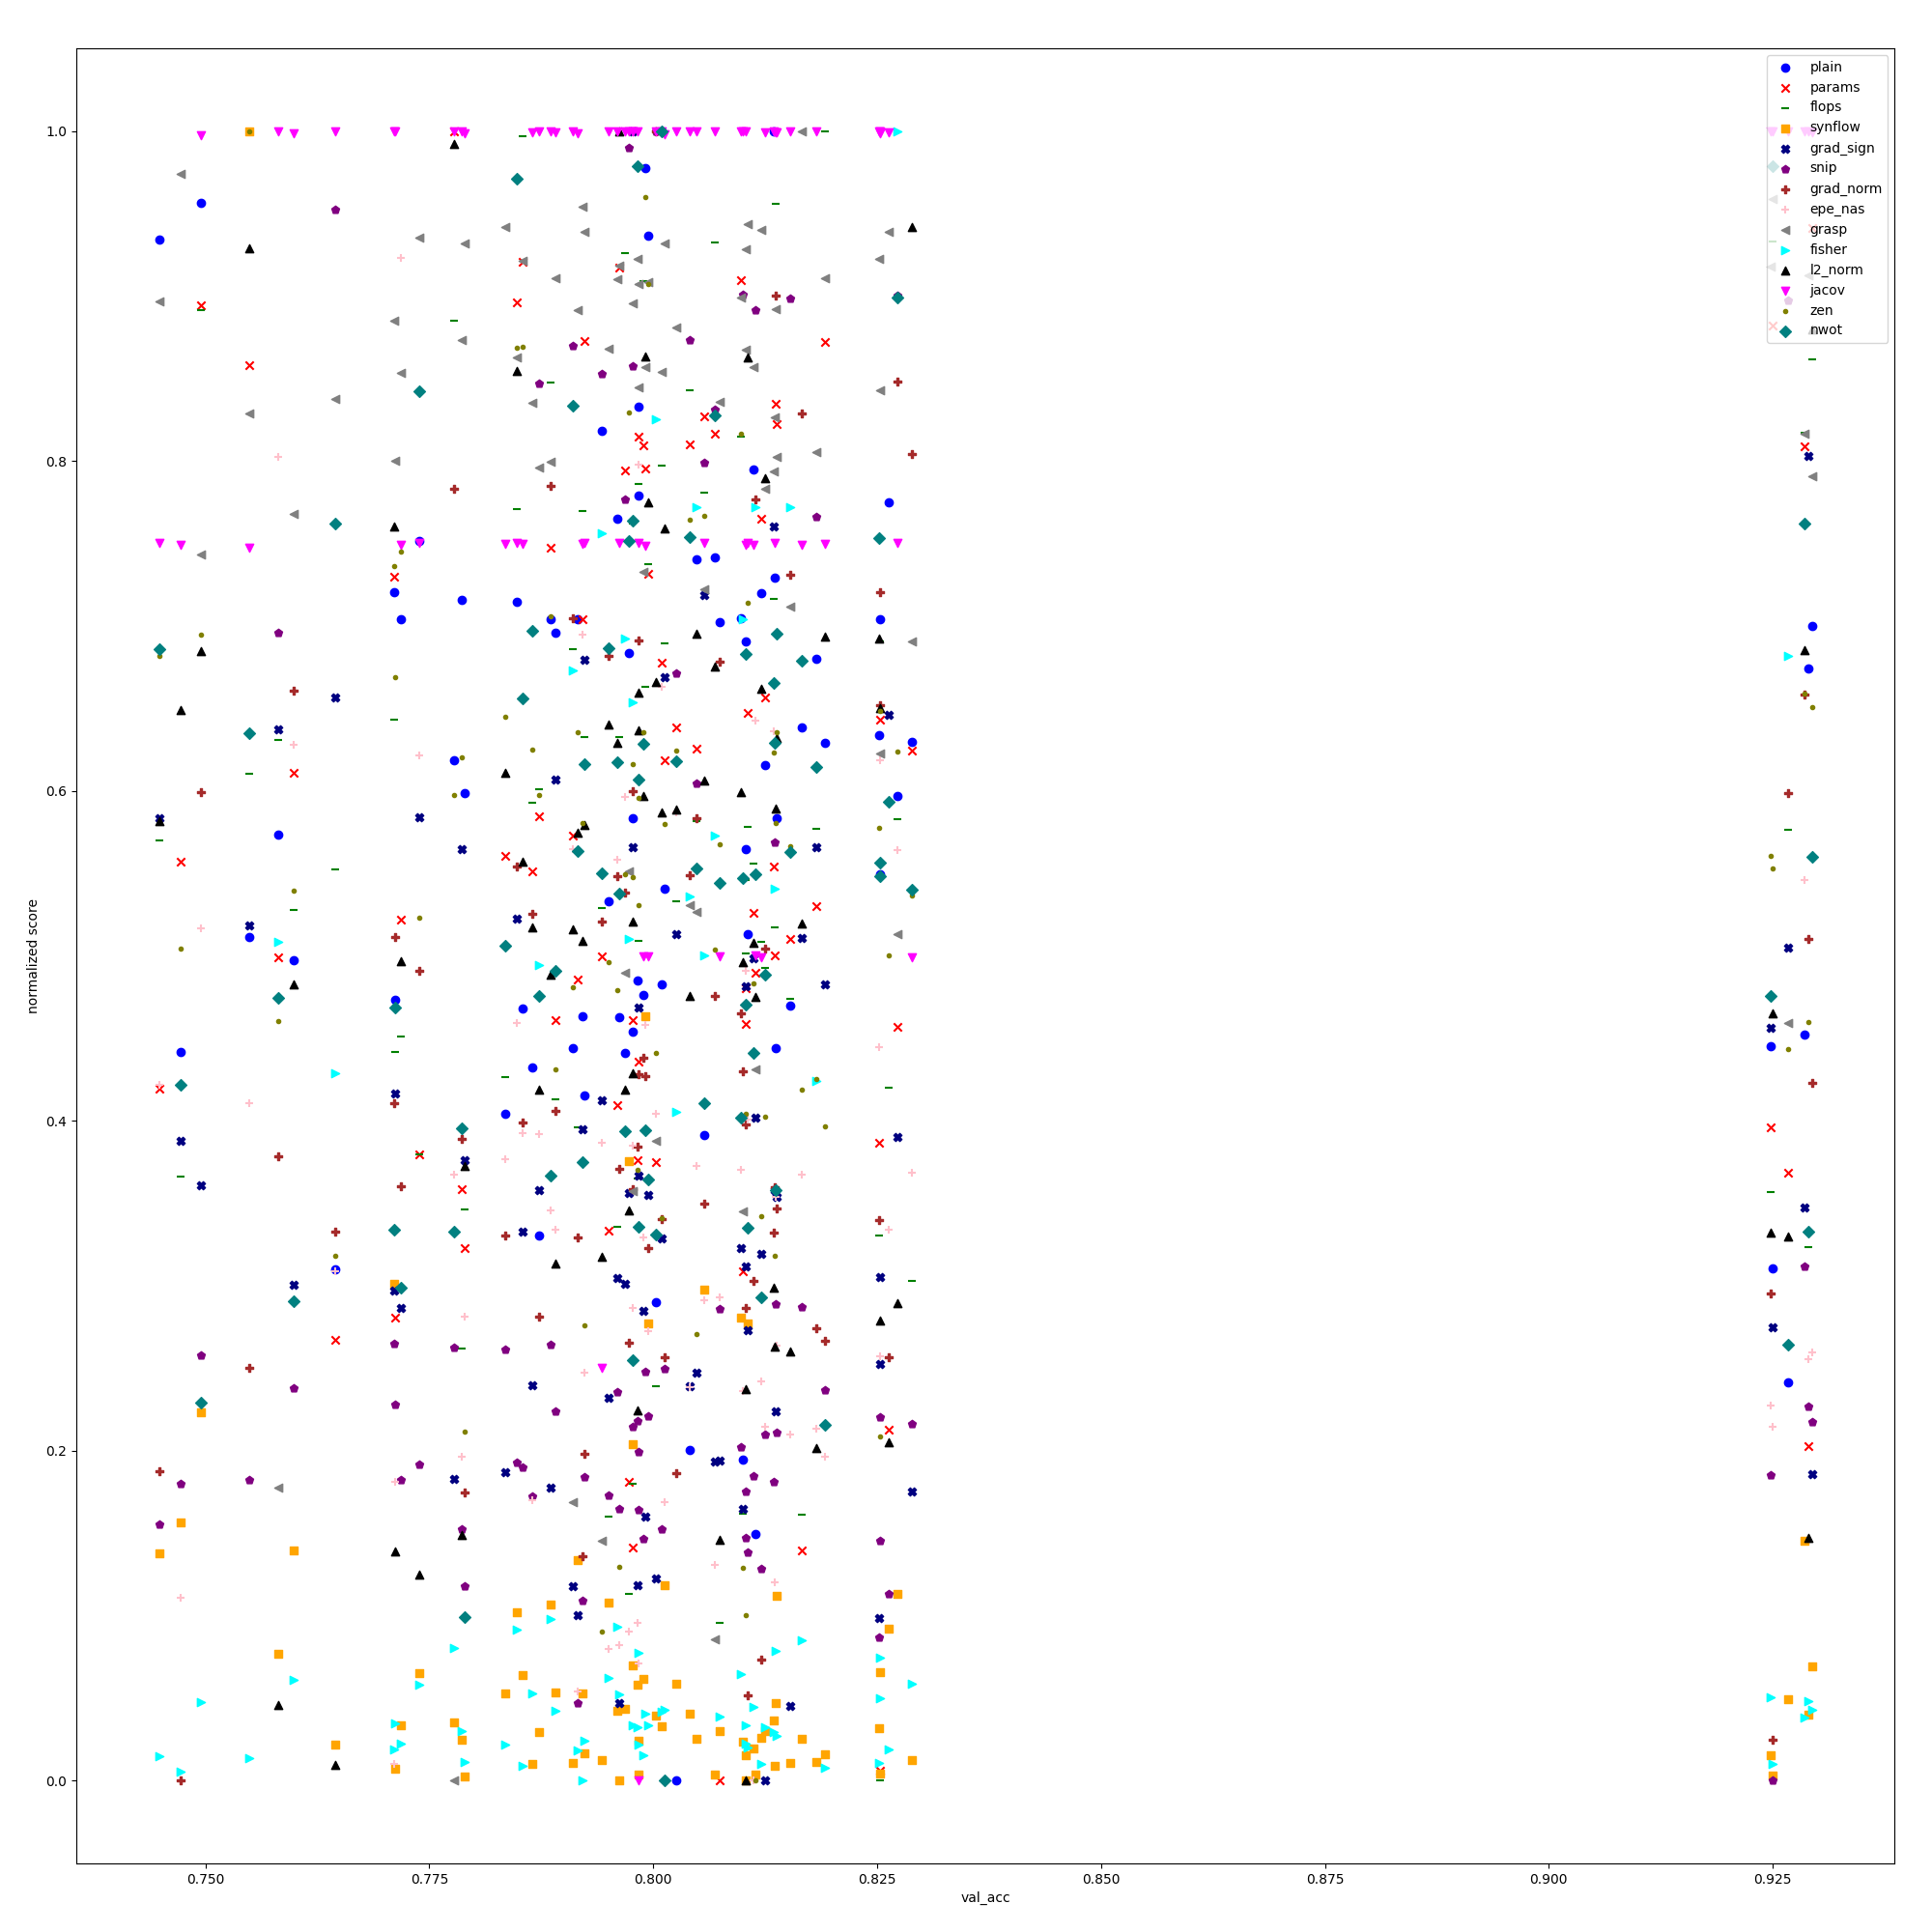 normalized score
1.0
0.8
0.6
0.4
0.2
0.0
0.750 0.775 0.800 0.825 0.850 0.875 0.900 0.925
val_acc
plain
params
flops
synflow
grad_sign
snip
grad_norm
epe_nas
grasp
fisher
l2_norm
jacov
zen
nwot